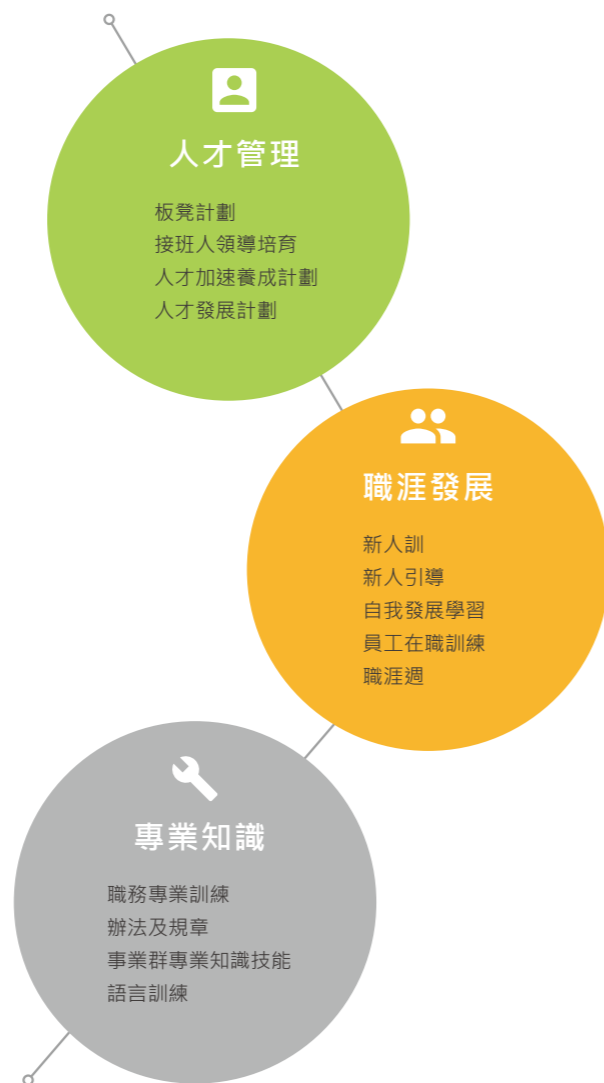 人才管理
板凳計劃
接班人領導培育
人才加速養成計劃
人才發展計劃
職涯發展
新人訓
新人引導
自我發展學習
員工在職訓練
職涯週
專業知識
職務專業訓練
辦法及規章
事業群專業知識技能
語言訓練